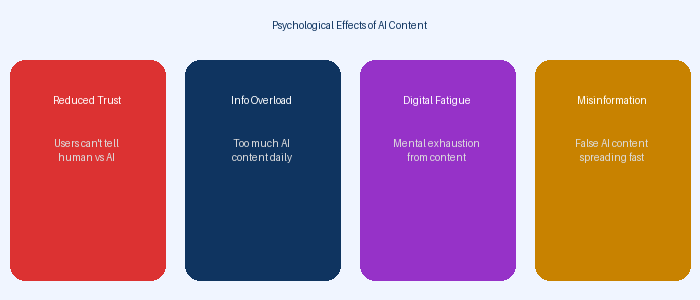 Psychological Effects of AI Content
Reduced Trust
Users can't tell
human vs AI
Info Overload
Too much AI
content daily
Digital Fatigue
Mental exhaustion
from content
Misinformation
False AI content
spreading fast